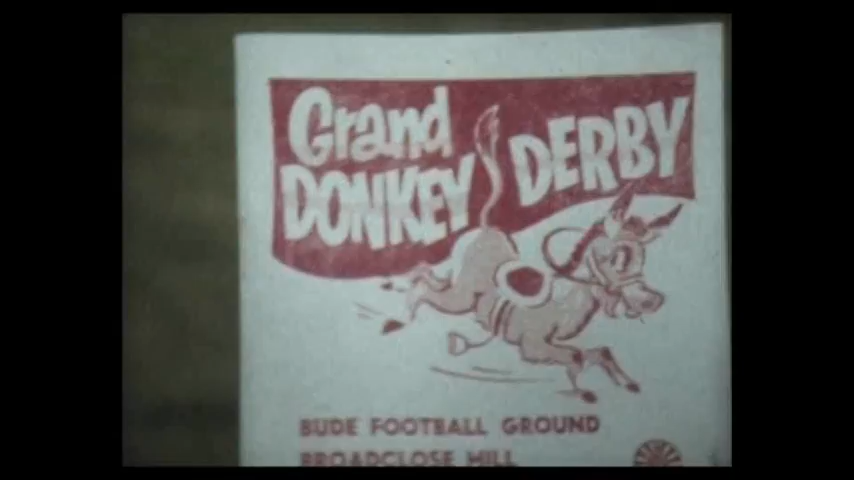 Grand
DONKEY DERBY
BUDE FOOTBALL GROUND
BROADCLOSE HILL